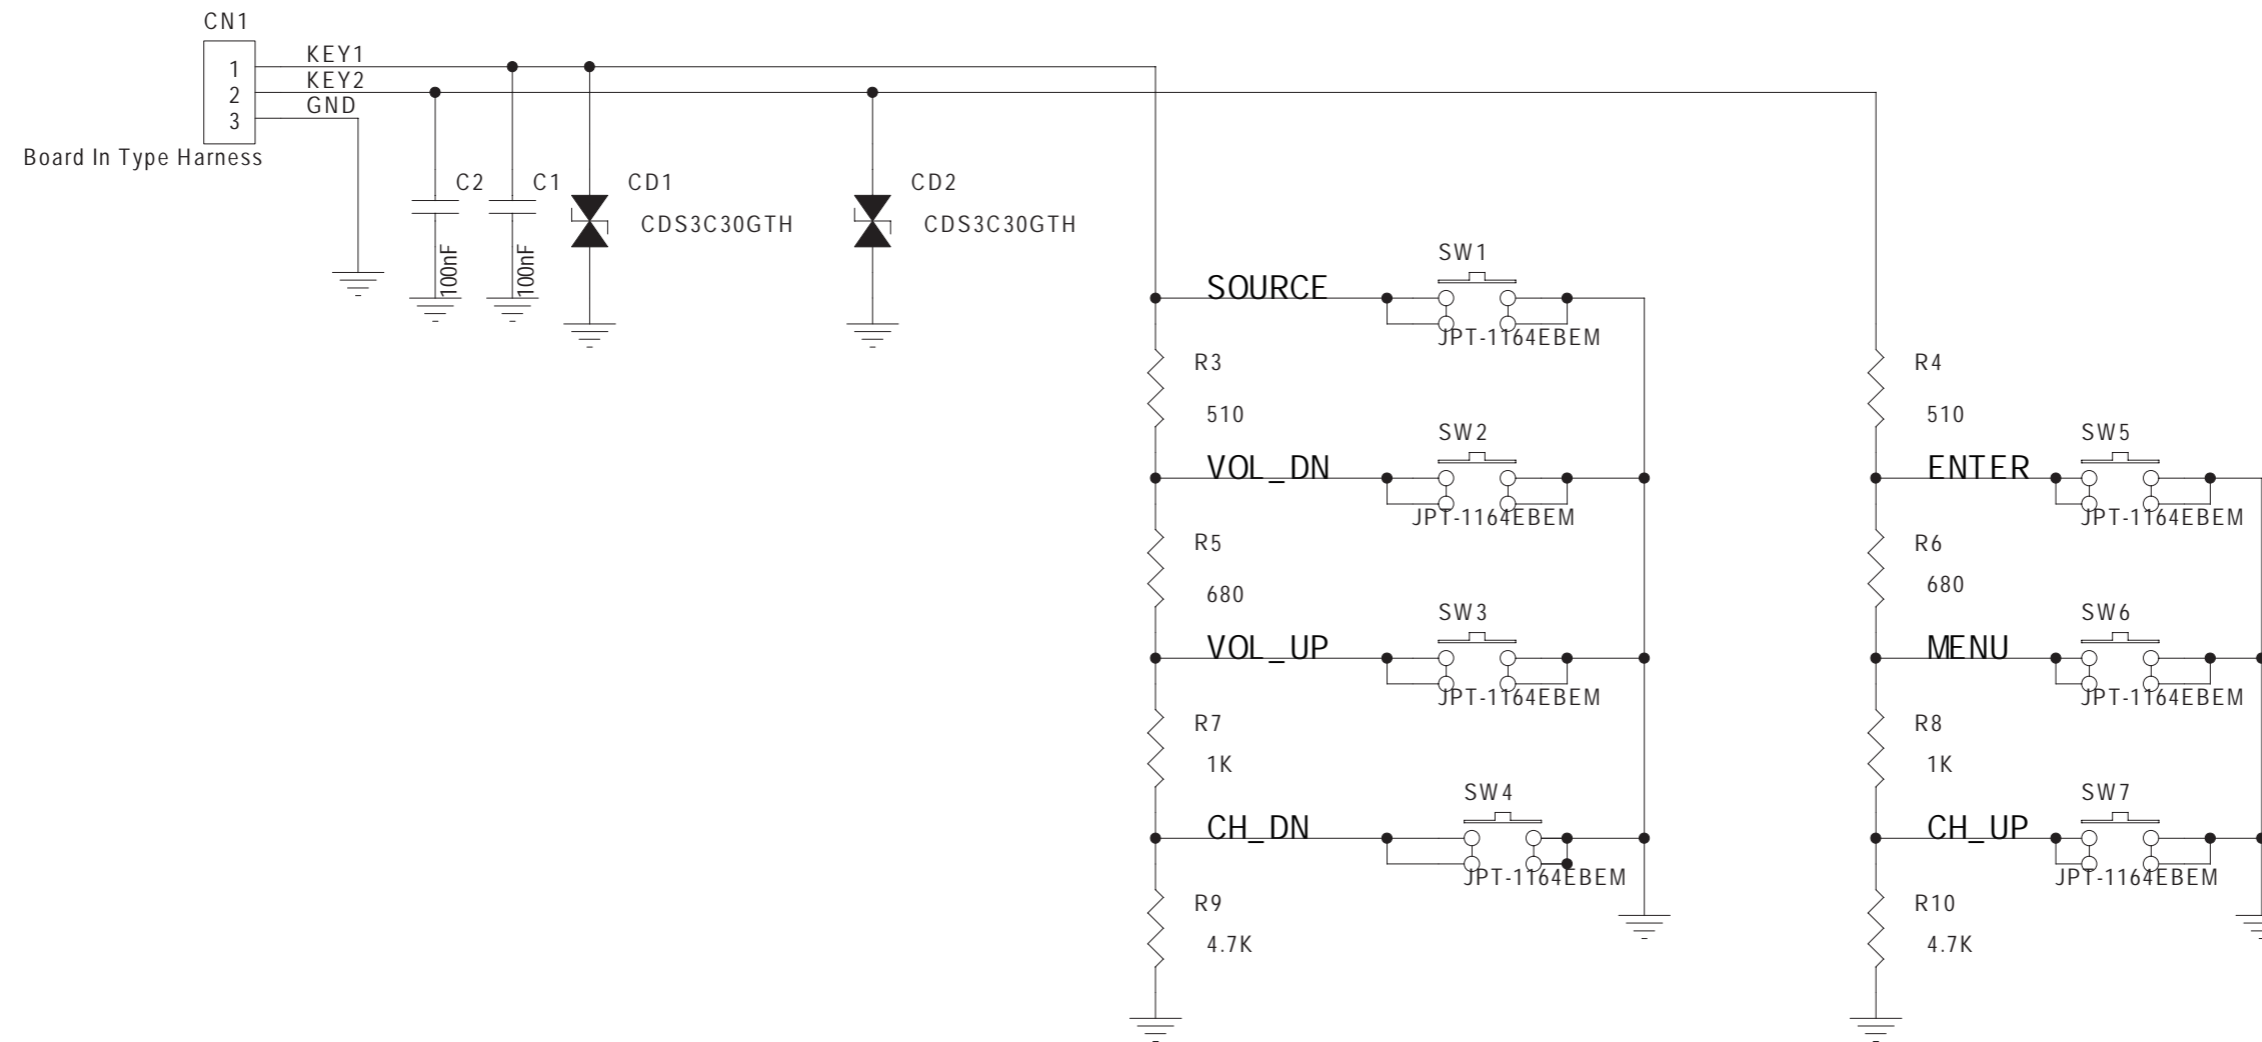 CN1
1 KEY1
2 KEY2
3 GND
Board In Type Harness
C2 C1 CD1 CD2
CDS3C30GTH CDS3C30GTH
100nF 100nF
SW1
SOURCE
JPT-1164EBEM
R3 R4
510 510
SW2 SW5
VOL_DN ENTER
JPT-1164EBEM JPT-1164EBEM
R5 R6
680 680
SW3 SW6
VOL_UP MENU
JPT-1164EBEM JPT-1164EBEM
R7 R8
1K 1K
SW4 SW7
CH_DN CH_UP
JPT-1164EBEM JPT-1164EBEM
R9 R10
4.7K 4.7K